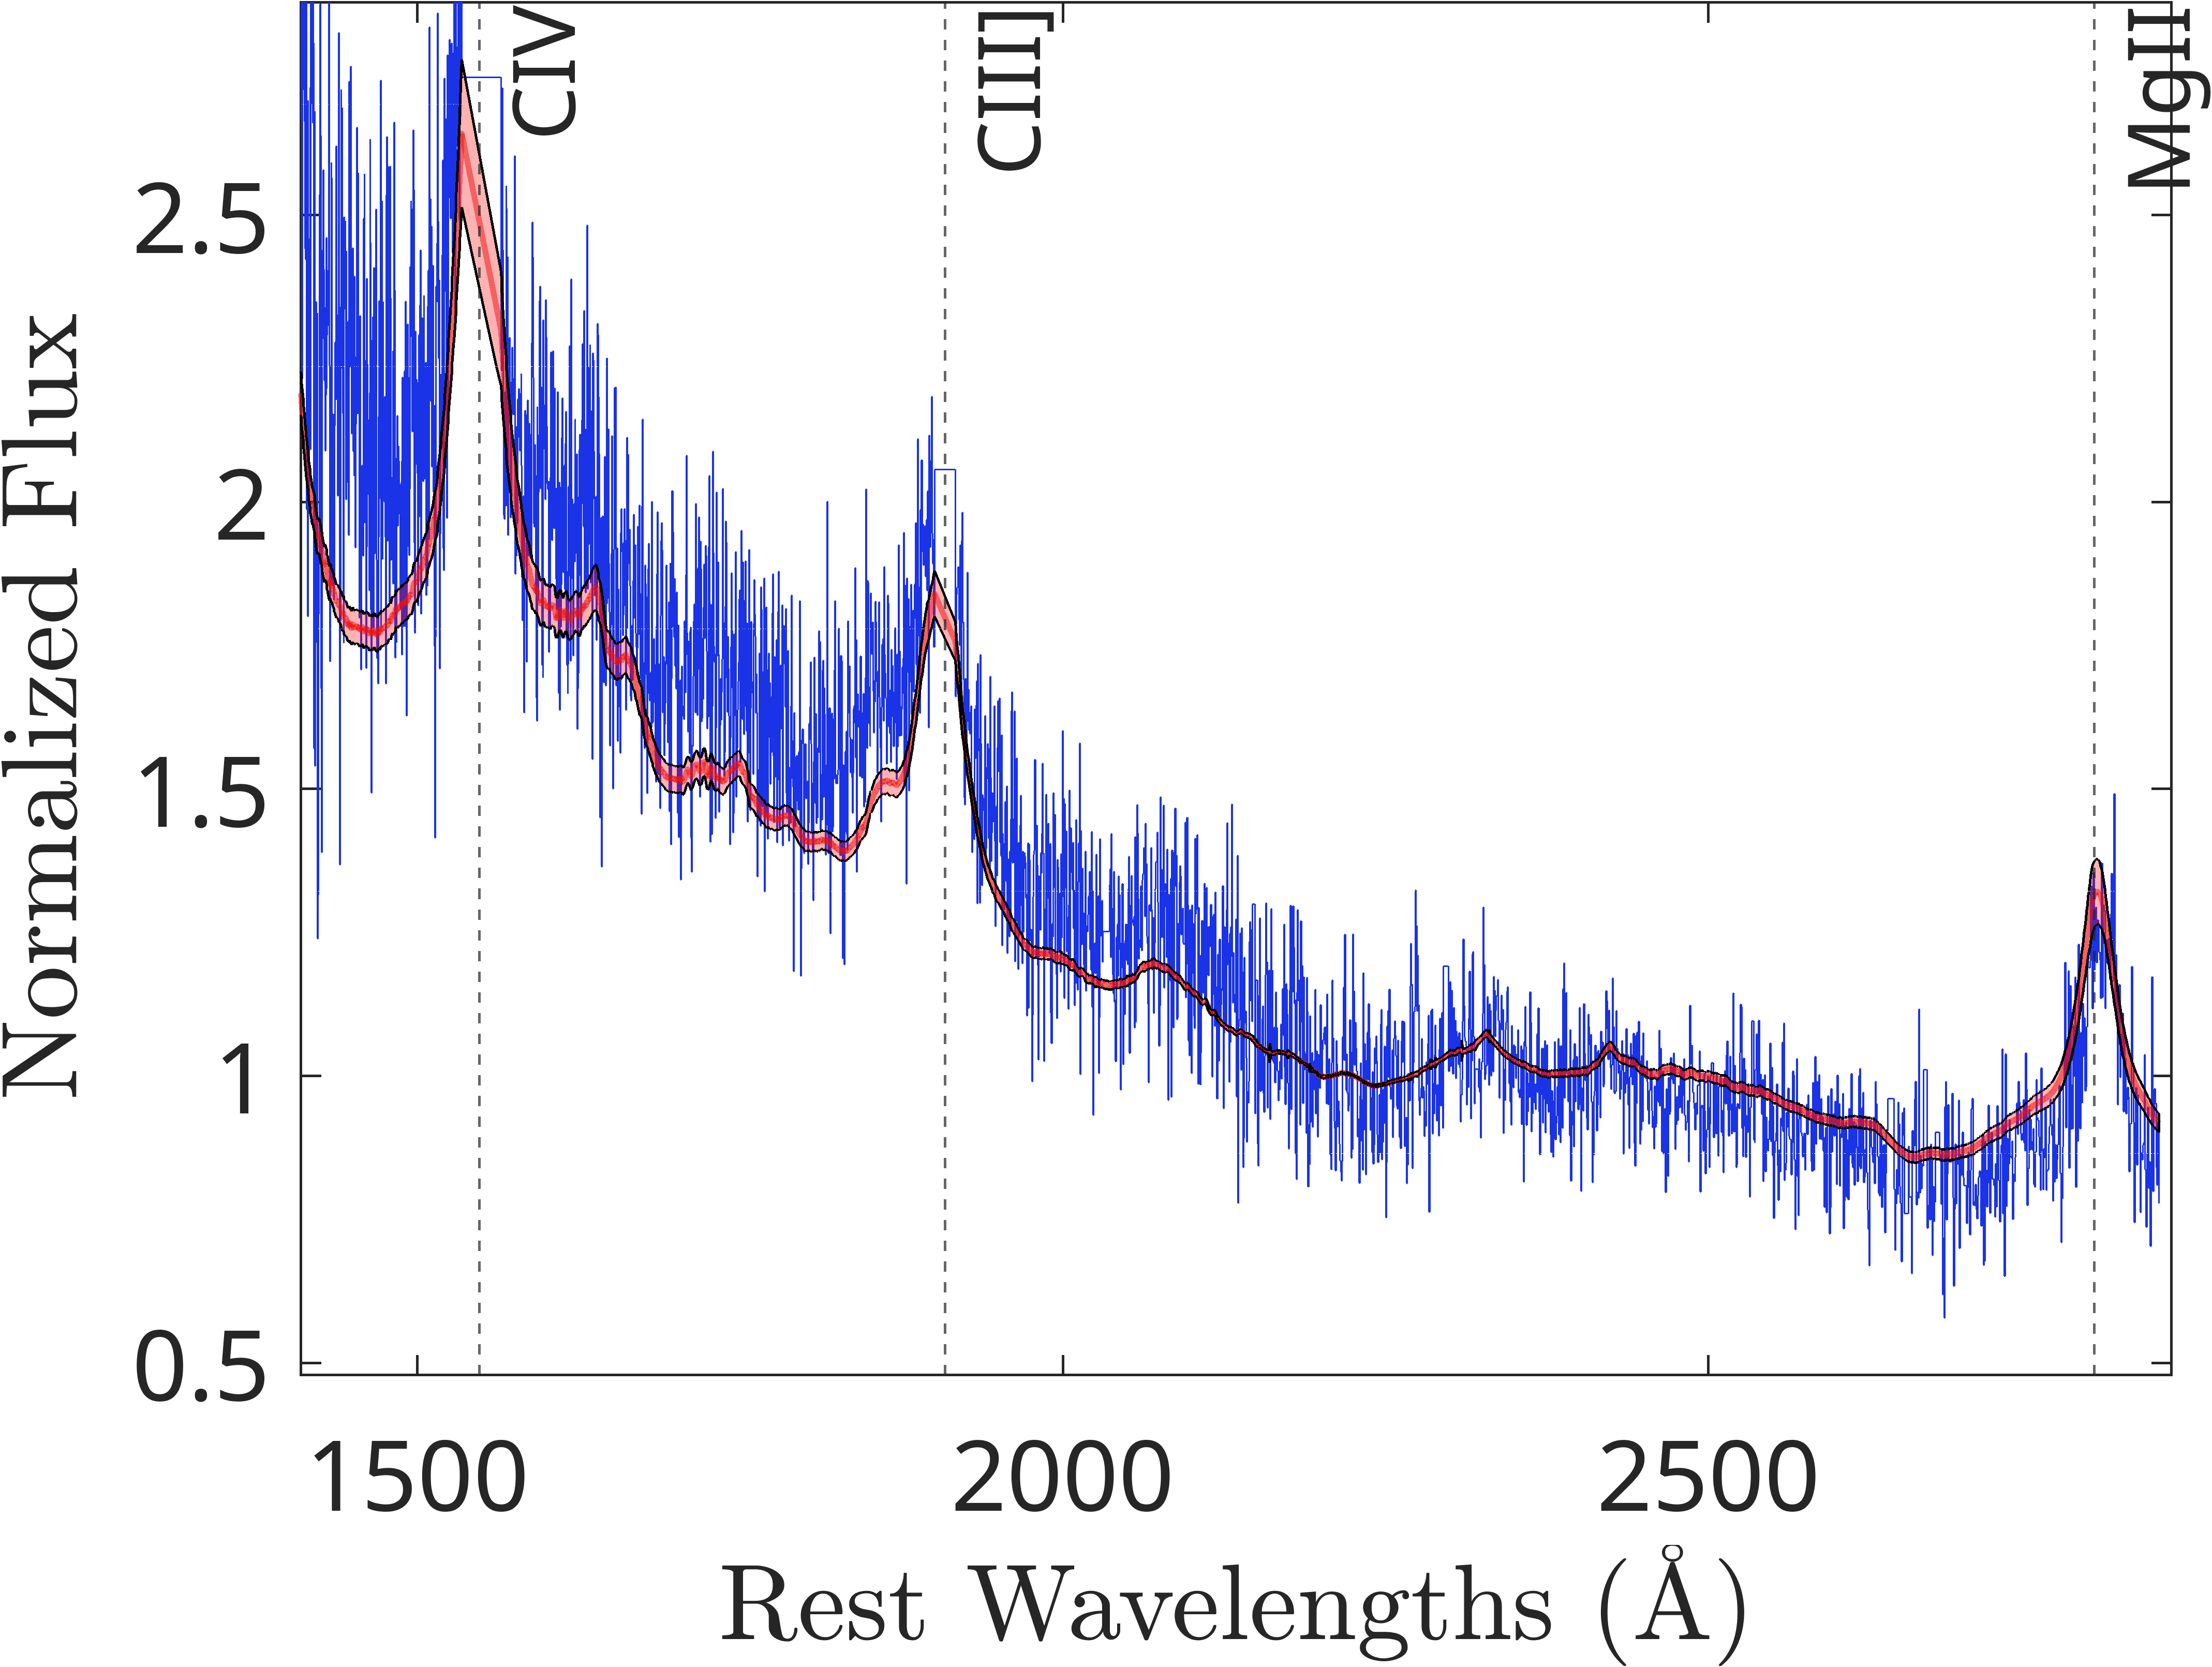 CIV
CIII]
MgII
2.5
2
1.5
1
0.5
Normalized Flux
1500
2000
2500
Rest Wavelengths (Å)